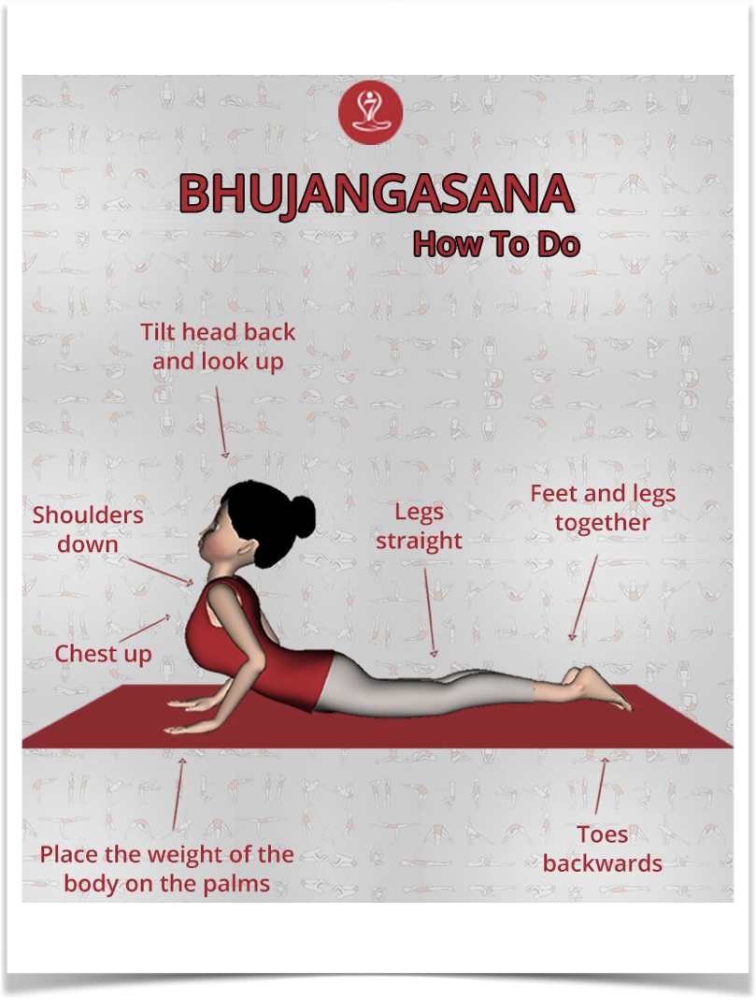 BHUJANGASANA
How To Do
Tilt head back
and look up
Shoulders
down
Legs
straight
Feet and legs
together
Chest up
Place the weight of the
body on the palms
Toes
backwards